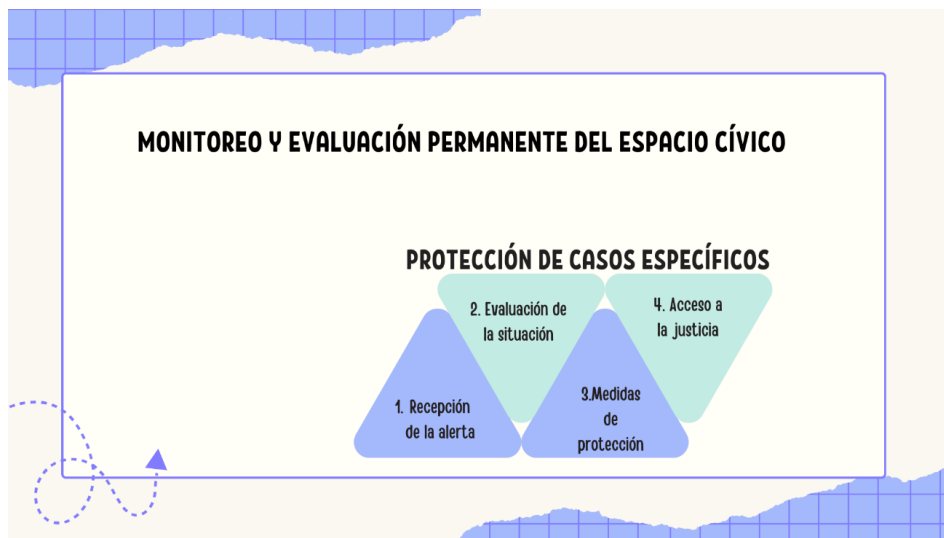 MONITOREO Y EVALUACIÓN PERMANENTE DEL ESPACIO CÍVICO
PROTECCIÓN DE CASOS ESPECÍFICOS
1. Recepción
de la alerta
2. Evaluación de
la situación
3.Medidas
de
protección
4. Acceso a
la justicia